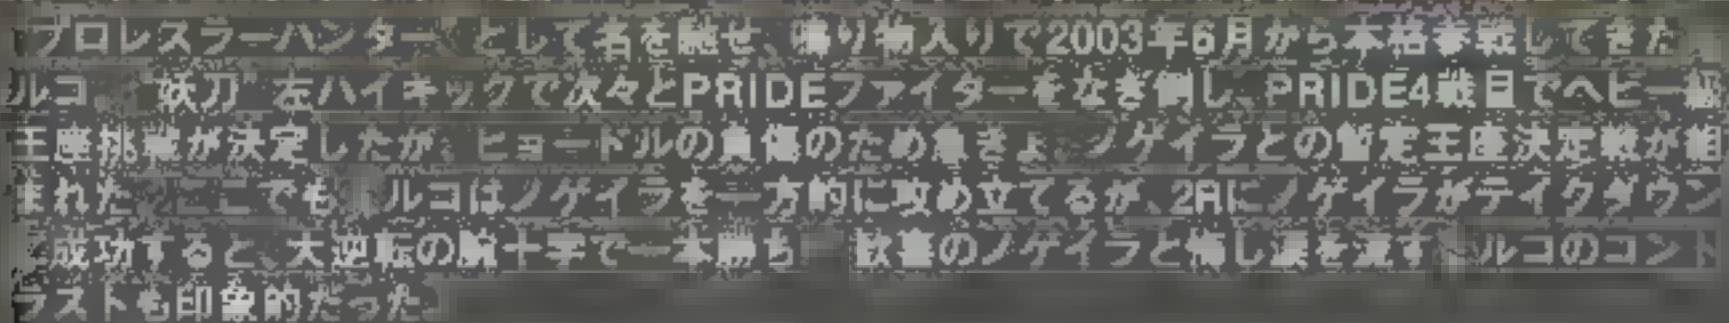 プロレスラーハンターとして名を馳せ、鳴り物入りで2003年6月から本格参戦してきた
ルコ 妖刀 左ハイキックで次々とPRIDEファイターをなぎ倒し、PRIDE4戦目でヘビー級
王座挑戦が決定したが、ヒョードルの負傷のため急きょ、ノゲイラとの暫定王座決定戦が組
まれた。ここでも ルコはノゲイラを一方的に攻め立てるが、2Rにノゲイラがテイクダウン
成功すると、大逆転の腕十字で一本勝ち 歓喜のノゲイラと悔し涙を流す ルコのコント
ラストも印象的だった。